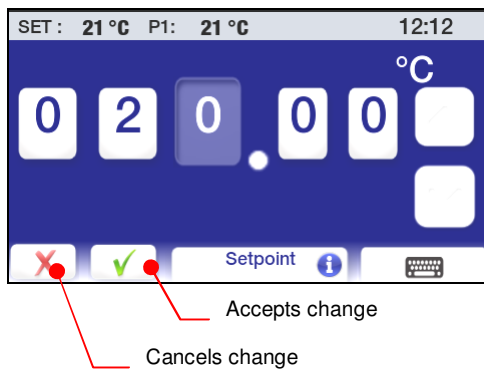 SET : 21 °C P1: 21 °C 12:12
°C
0 2 0 . 0 0
Setpoint
Accepts change
Cancels change